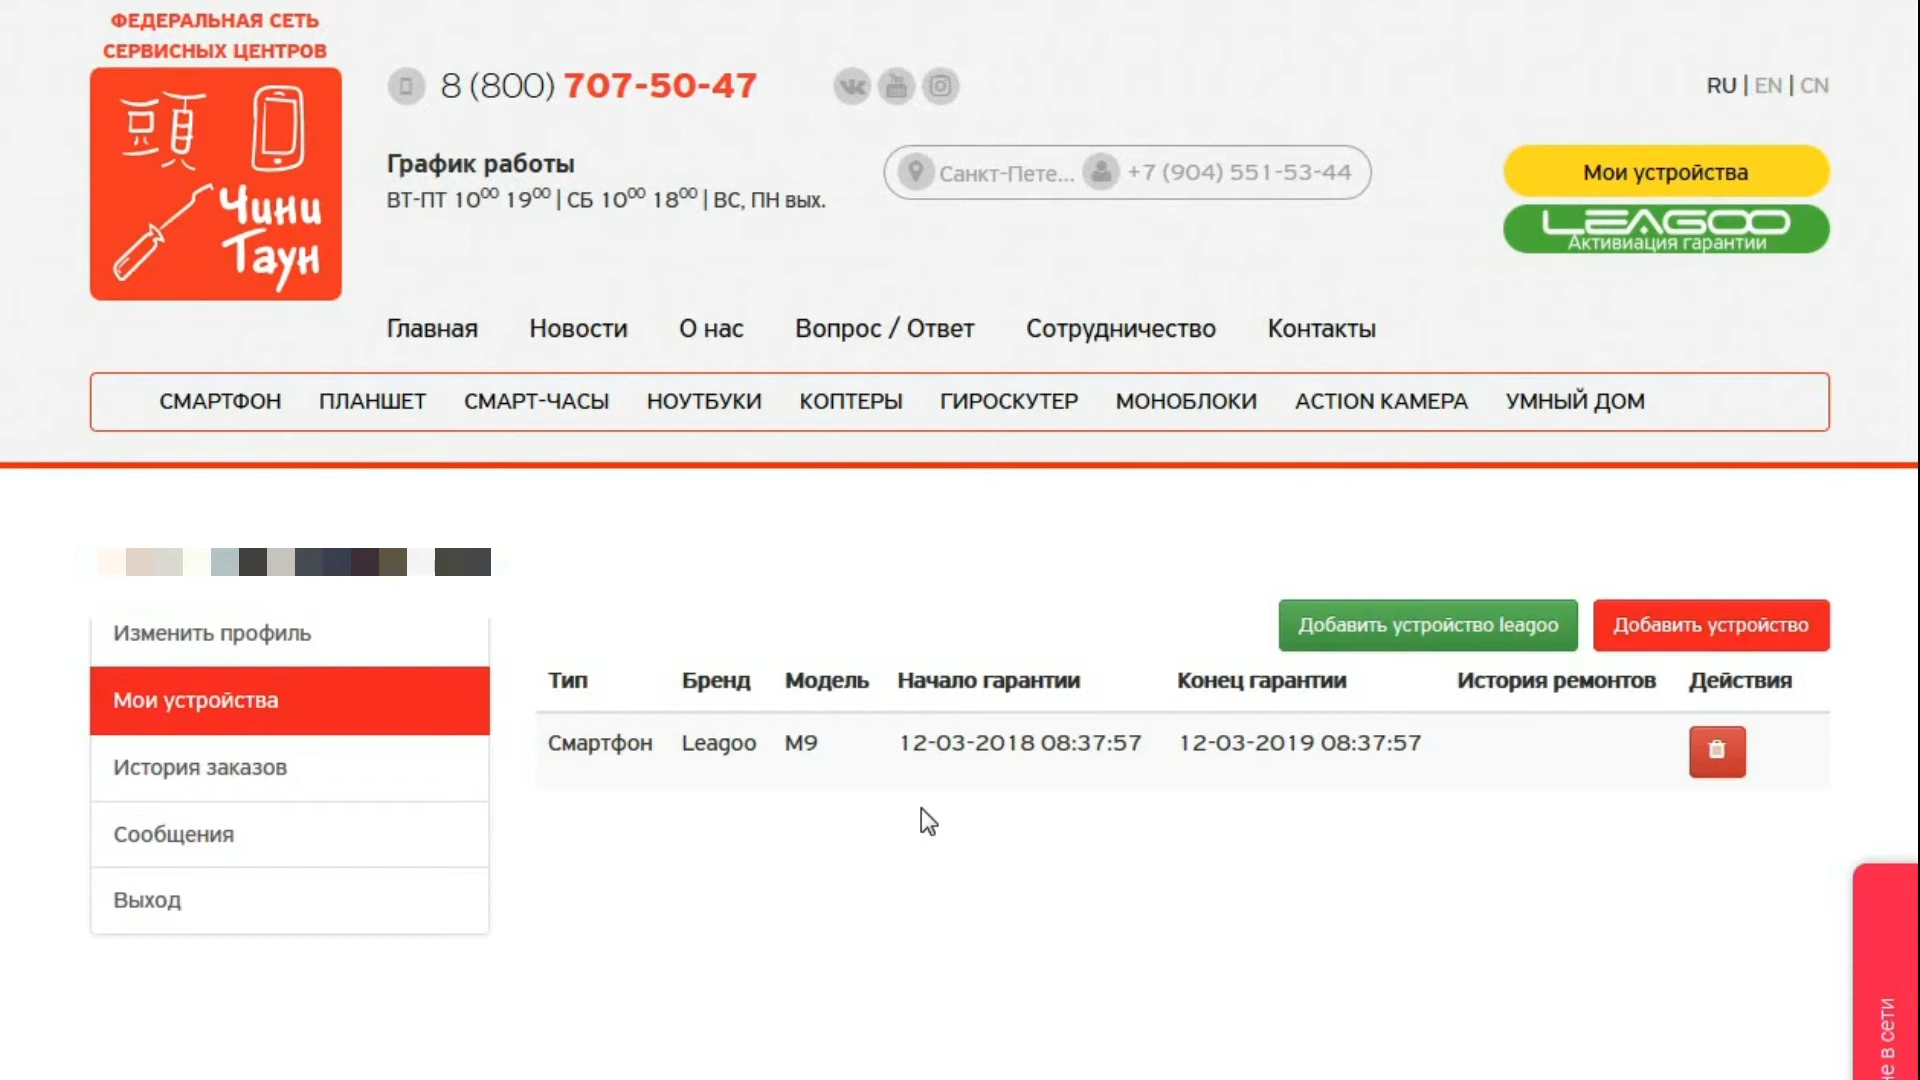 ФЕДЕРАЛЬНАЯ СЕТЬ
СЕРВИСНЫХ ЦЕНТРОВ
頭
Чини
Таун
8 (800) 707-50-47
RU | EN | CN
График работы
ВТ-ПТ 10⁰⁰ 19⁰⁰ | СБ 10⁰⁰ 18⁰⁰ | ВС, ПН вых.
Санкт-Пете... +7 (904) 551-53-44
Мои устройства
LEAGOO
Активиация гарантии
Главная Новости О нас Вопрос / Ответ Сотрудничество Контакты
СМАРТФОН ПЛАНШЕТ СМАРТ-ЧАСЫ НОУТБУКИ КОПТЕРЫ ГИРОСКУТЕР МОНОБЛОКИ ACTION КАМЕРА УМНЫЙ ДОМ
Изменить профиль
Мои устройства
История заказов
Сообщения
Выход
Добавить устройство leagoo Добавить устройство
Тип Бренд Модель Начало гарантии Конец гарантии История ремонтов Действия
Смартфон Leagoo M9 12-03-2018 08:37:57 12-03-2019 08:37:57
не в сети